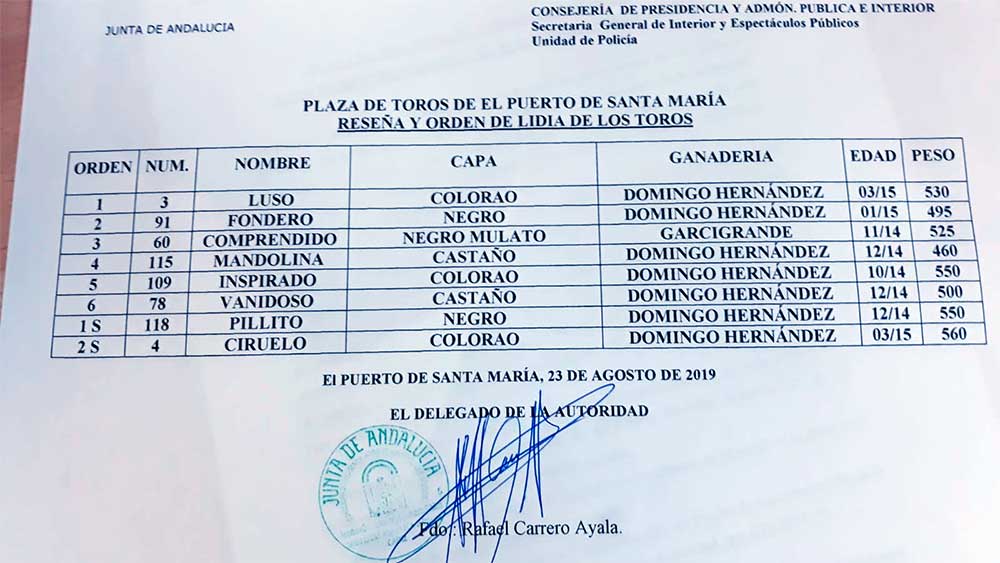 JUNTA DE ANDALUCIA
CONSEJERÍA DE PRESIDENCIA Y ADMÓN. PUBLICA E INTERIOR
Secretaria General de Interior y Espectáculos Públicos
Unidad de Policía
PLAZA DE TOROS DE EL PUERTO DE SANTA MARÍA
RESEÑA Y ORDEN DE LIDIA DE LOS TOROS
ORDEN NUM. NOMBRE CAPA GANADERIA EDAD PESO
1 3 LUSO COLORAO DOMINGO HERNÁNDEZ 03/15 530
2 91 FONDERO NEGRO DOMINGO HERNÁNDEZ 01/15 495
3 60 COMPRENDIDO NEGRO MULATO GARCIGRANDE 11/14 525
4 115 MANDOLINA CASTAÑO DOMINGO HERNÁNDEZ 12/14 460
5 109 INSPIRADO COLORAO DOMINGO HERNÁNDEZ 10/14 550
6 78 VANIDOSO CASTAÑO DOMINGO HERNÁNDEZ 12/14 500
1 S 118 PILLITO NEGRO DOMINGO HERNÁNDEZ 12/14 550
2 S 4 CIRUELO COLORAO DOMINGO HERNÁNDEZ 03/15 560
El PUERTO DE SANTA MARÍA, 23 DE AGOSTO DE 2019
EL DELEGADO DE LA AUTORIDAD
JUNTA DE ANDALUCIA
Fdo.: Rafael Carrero Ayala.